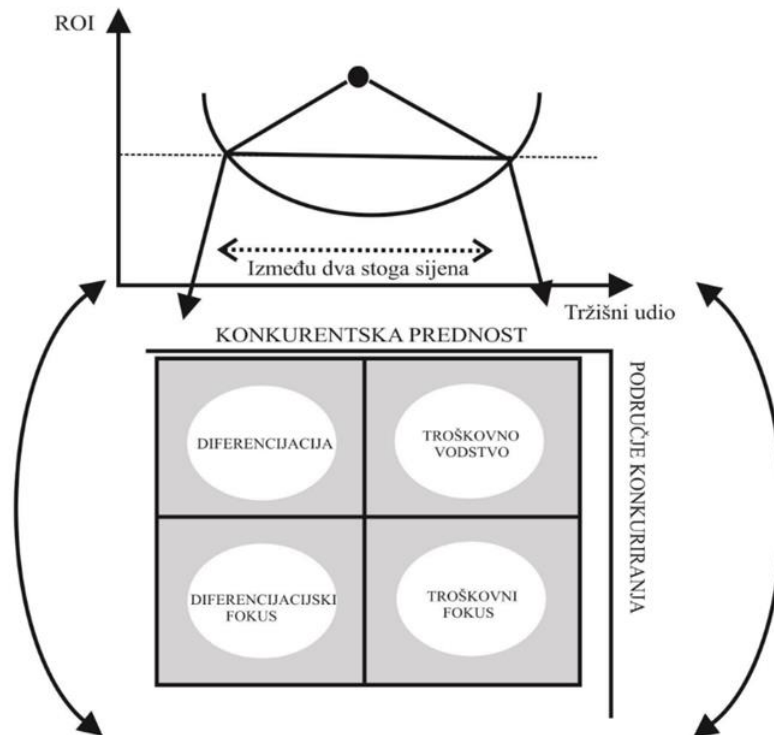 ROI
Između dva stoga sijena
Tržišni udio
KONKURENTSKA PREDNOST
PODRUČJE KONKURIRANJA
DIFERENCIJACIJA
TROŠKOVNO
VODSTVO
DIFERENCIJACIJSKI
FOKUS
TROŠKOVNI
FOKUS